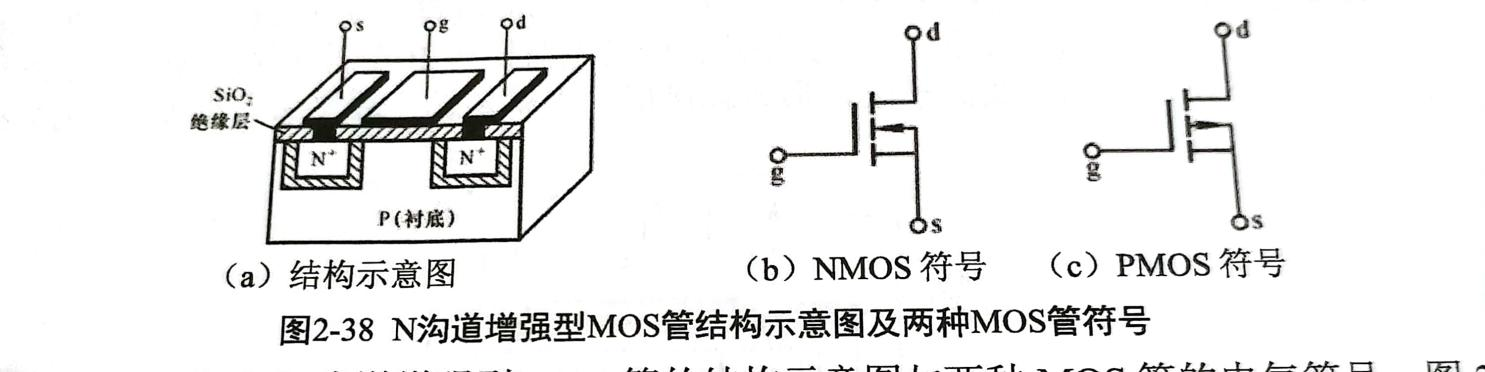 s g d
SiO₂
绝缘层
N⁺ N⁺
P(衬底)
d
g
s
d
g
s
(a)结构示意图
(b)NMOS 符号
(c)PMOS 符号
图2-38 N沟道增强型MOS管结构示意图及两种MOS管符号